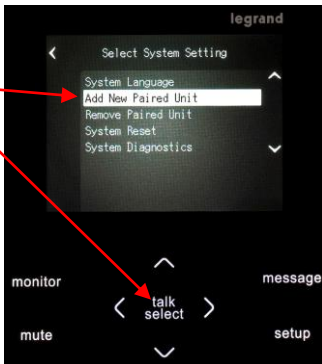 legrand
Select System Setting
System Language
Add New Paired Unit
Remove Paired Unit
System Reset
System Diagnostics
monitor
message
talk
select
mute
setup